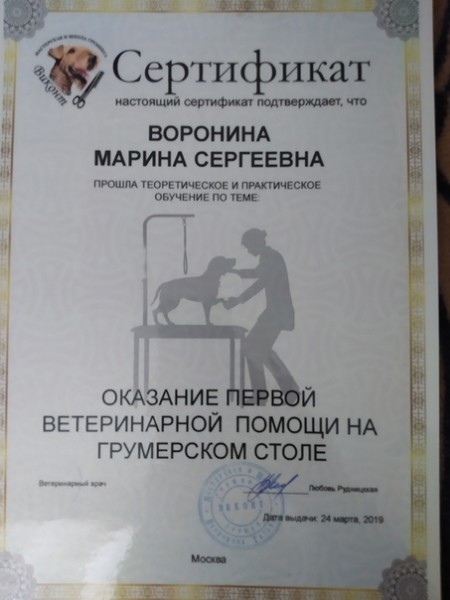 Виконт
Сертификат
настоящий сертификат подтверждает, что
ВОРОНИНА
МАРИНА СЕРГЕЕВНА
ПРОШЛА ТЕОРЕТИЧЕСКОЕ И ПРАКТИЧЕСКОЕ
ОБУЧЕНИЕ ПО ТЕМЕ:
ОКАЗАНИЕ ПЕРВОЙ
ВЕТЕРИНАРНОЙ ПОМОЩИ НА
ГРУМЕРСКОМ СТОЛЕ
Ветеринарный врач
Любовь Рудницкая
Дата выдачи: 24 марта, 2019
Москва